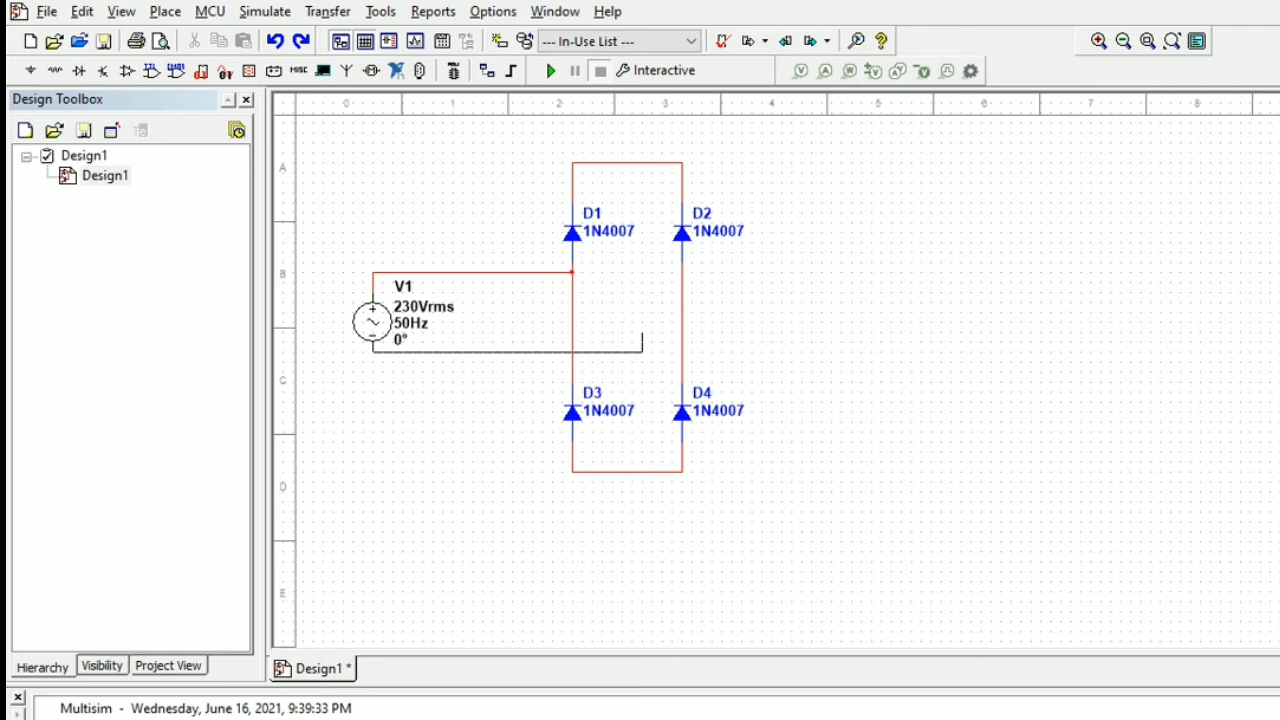 File Edit View Place MCU Simulate Transfer Tools Reports Options Window Help
--- In-Use List ---
MISC Interactive
Design Toolbox
Design1
Design1
0 1 2 3 4 5 6 7 8
A
B
C
D
E
D1
1N4007
D2
1N4007
V1
230Vrms
50Hz
0°
D3
1N4007
D4
1N4007
Hierarchy Visibility Project View
Design1 *
Multisim - Wednesday, June 16, 2021, 9:39:33 PM